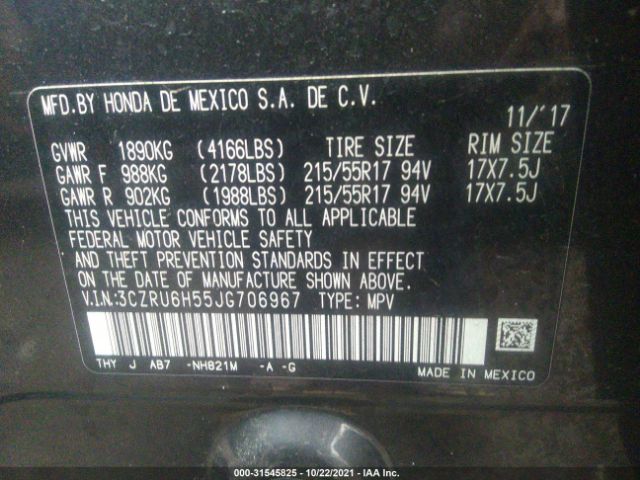 MFD.BY HONDA DE MEXICO S.A. DE C.V.
11/'17
GVWR 1890KG (4166LBS) TIRE SIZE RIM SIZE
GAWR F 988KG (2178LBS) 215/55R17 94V 17X7.5J
GAWR R 902KG (1988LBS) 215/55R17 94V 17X7.5J
THIS VEHICLE CONFORMS TO ALL APPLICABLE
FEDERAL MOTOR VEHICLE SAFETY
AND THEFT PREVENTION STANDARDS IN EFFECT
ON THE DATE OF MANUFACTURE SHOWN ABOVE.
V.I.N:3CZRU6H55JG706967 TYPE: MPV
THY J AB7 -NH821M -A -G
MADE IN MEXICO
000-31545825 - 10/22/2021 - IAA Inc.